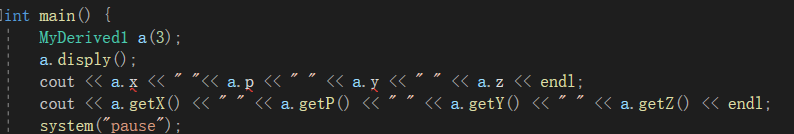 int main() {
MyDerived1 a(3);
a.disply();
cout << a.x << " "<< a.p << " " << a.y << " " << a.z << endl;
cout << a.getX() << " " << a.getP() << " " << a.getY() << " " << a.getZ() << endl;
system("pause");